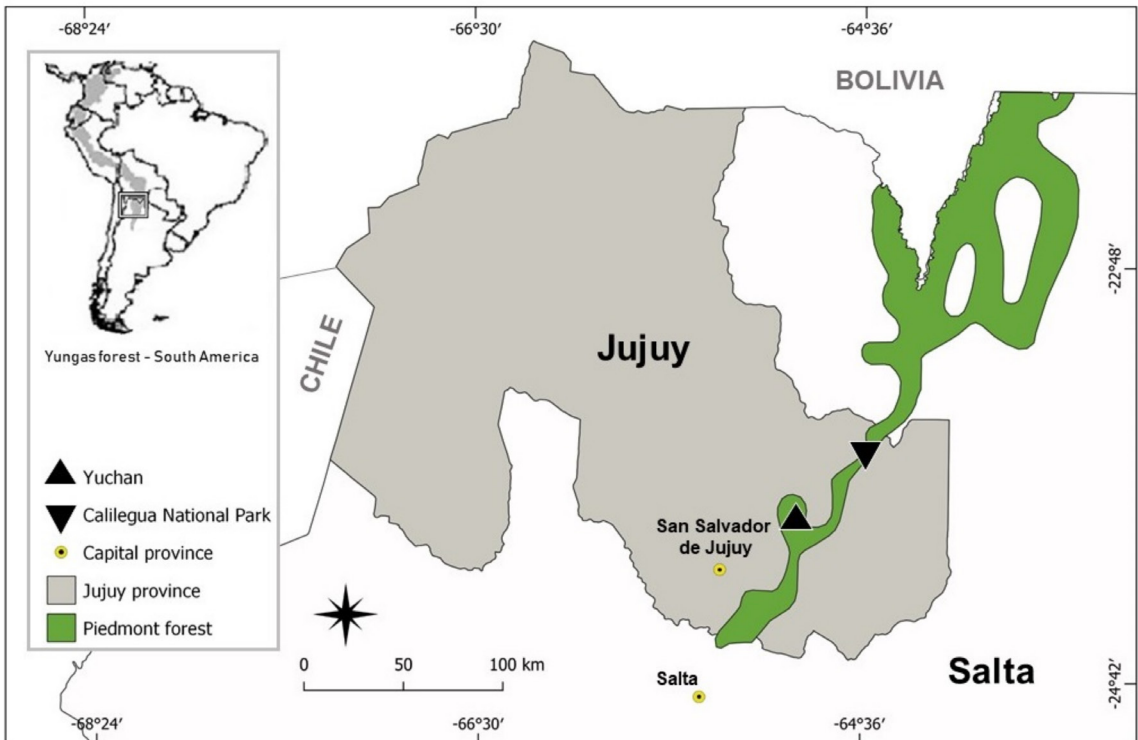 -68°24′
-66°30′
-64°36′
BOLIVIA
-22°48′
CHILE
Jujuy
Yungas forest - South America
Yuchan
Calilegua National Park
Capital province
Jujuy province
Piedmont forest
San Salvador
de Jujuy
0 50 100 km
Salta
Salta
-24°42′
-68°24′
-66°30′
-64°36′